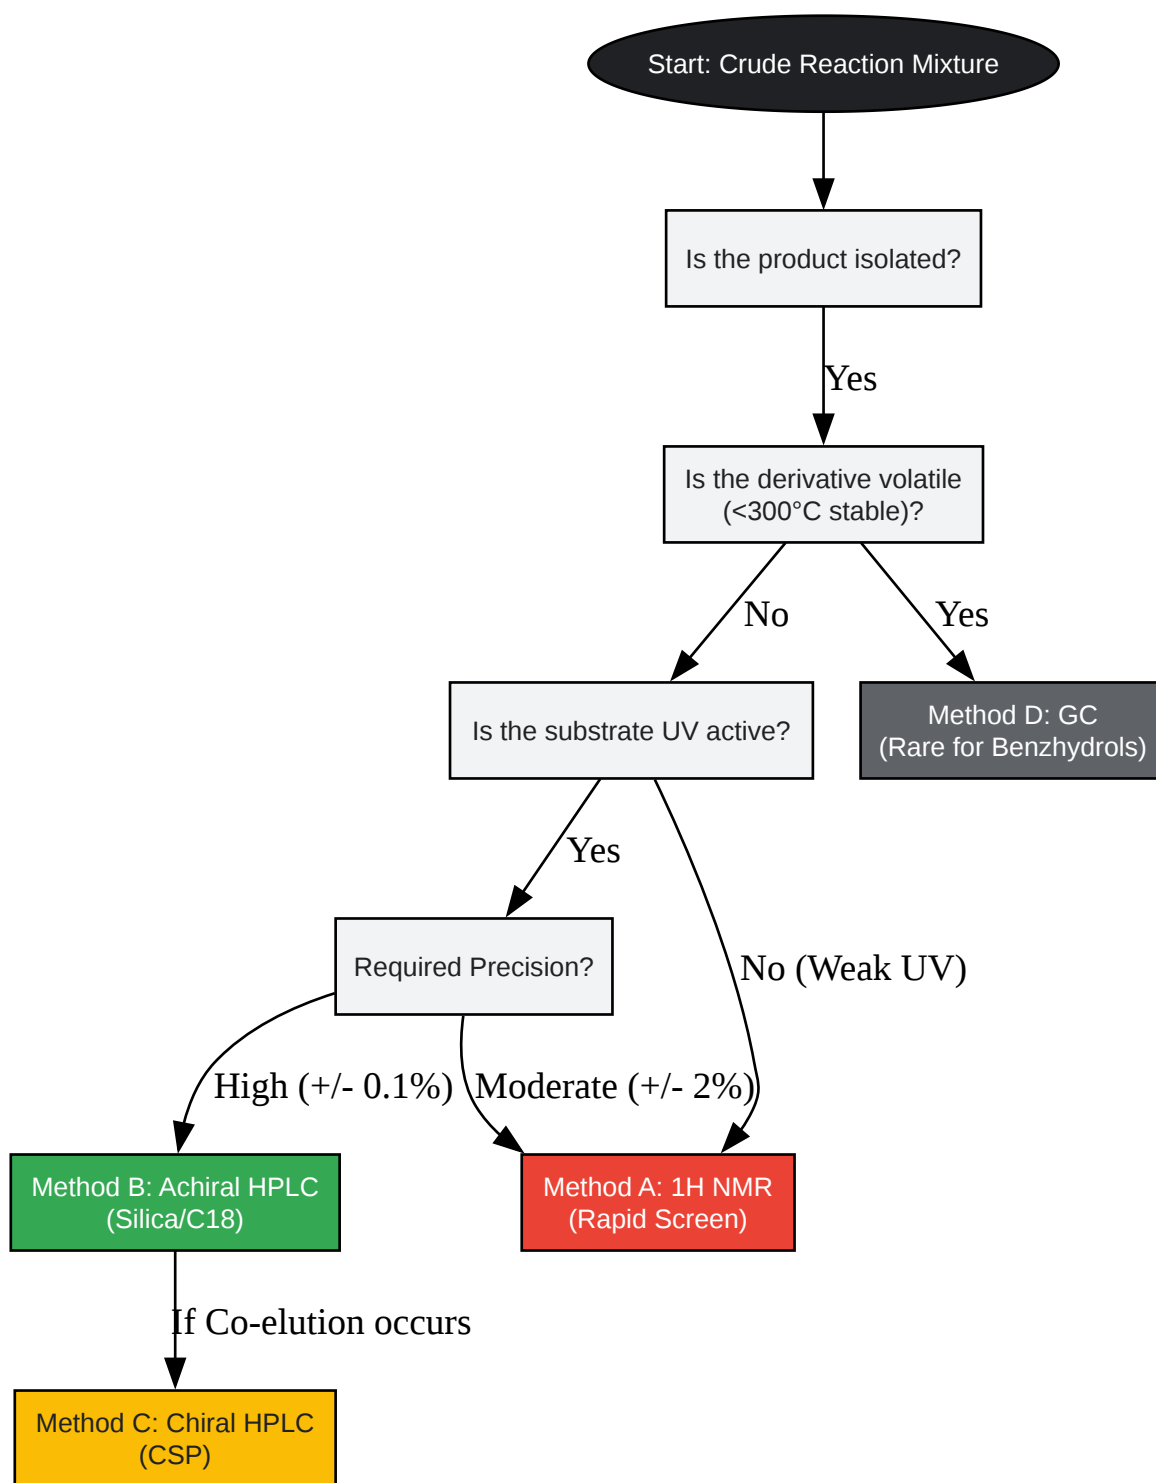 Start: Crude Reaction Mixture
Is the product isolated?
Yes
Is the derivative volatile
(<300°C stable)?
No
Yes
Is the substrate UV active?
Method D: GC
(Rare for Benzhydrols)
Yes
Required Precision?
No (Weak UV)
High (+/- 0.1%)
Moderate (+/- 2%)
Method B: Achiral HPLC
(Silica/C18)
Method A: 1H NMR
(Rapid Screen)
If Co-elution occurs
Method C: Chiral HPLC
(CSP)